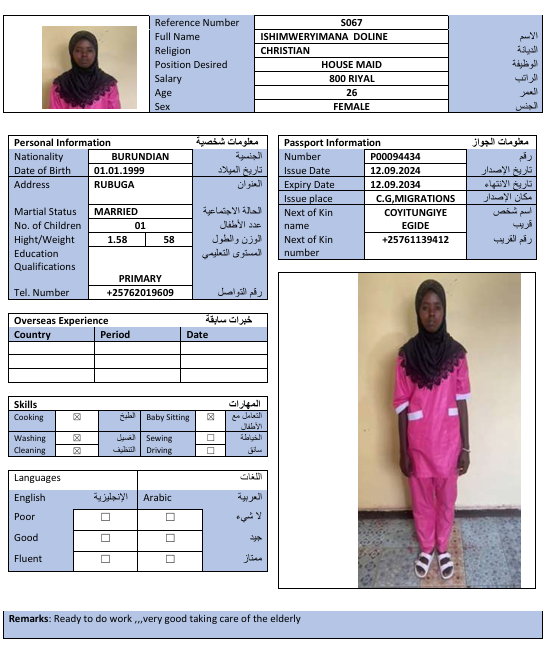 Reference Number S067
Full Name ISHIMWERYIMANA DOLINE الاسم
Religion CHRISTIAN الديانة
Position Desired HOUSE MAID الوظيفة
Salary 800 RIYAL الراتب
Age 26 العمر
Sex FEMALE الجنس
Personal Information معلومات شخصية
Nationality BURUNDIAN الجنسية
Date of Birth 01.01.1999 تاريخ الميلاد
Address RUBUGA العنوان
Martial Status MARRIED الحالة الاجتماعية
No. of Children 01 عدد الأطفال
Hight/Weight 1.58 58 الوزن والطول
Education المستوى التعليمي
Qualifications
PRIMARY
Tel. Number +25762019609 رقم التواصل
Passport Information معلومات الجواز
Number P00094434 رقم
Issue Date 12.09.2024 تاريخ الإصدار
Expiry Date 12.09.2034 تاريخ الانتهاء
Issue place C.G,MIGRATIONS مكان الإصدار
Next of Kin COYITUNGIYE اسم شخص
name EGIDE قريب
Next of Kin +25761139412 رقم القريب
number
Overseas Experience خبرات سابقة
Country Period Date
Skills المهارات
Cooking ☒ الطبخ Baby Sitting ☒ التعامل مع
الأطفال
Washing ☒ الغسيل Sewing ☐ الخياطة
Cleaning ☒ التنظيف Driving ☐ سائق
Languages اللغات
English الإنجليزية Arabic العربية
Poor ☐ ☐ لا شيء
Good ☐ ☐ جيد
Fluent ☐ ☐ ممتاز
Remarks: Ready to do work ,,,very good taking care of the elderly